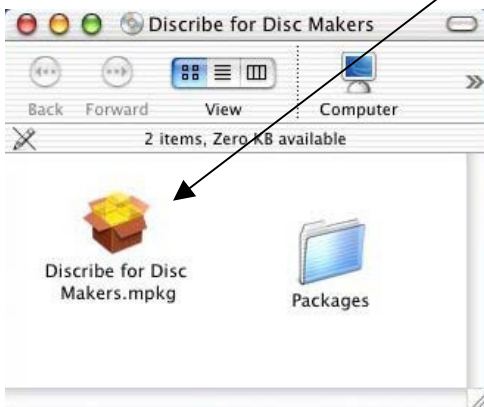 Discribe for Disc Makers
Back Forward View Computer
2 items, Zero KB available
Discribe for Disc
Makers.mpkg
Packages